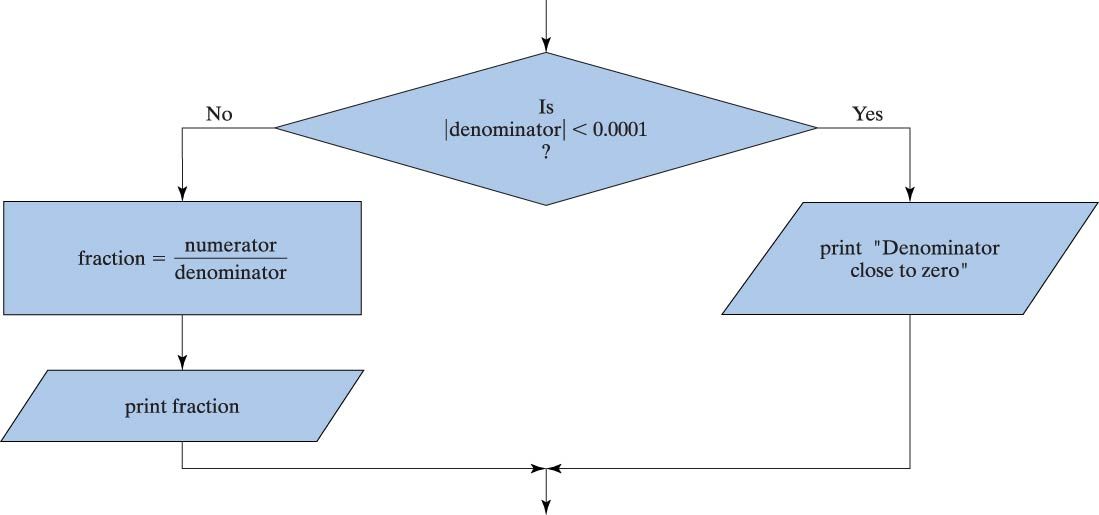 Is
|denominator| < 0.0001
?
No
Yes
fraction = numerator
denominator
print "Denominator
close to zero"
print fraction